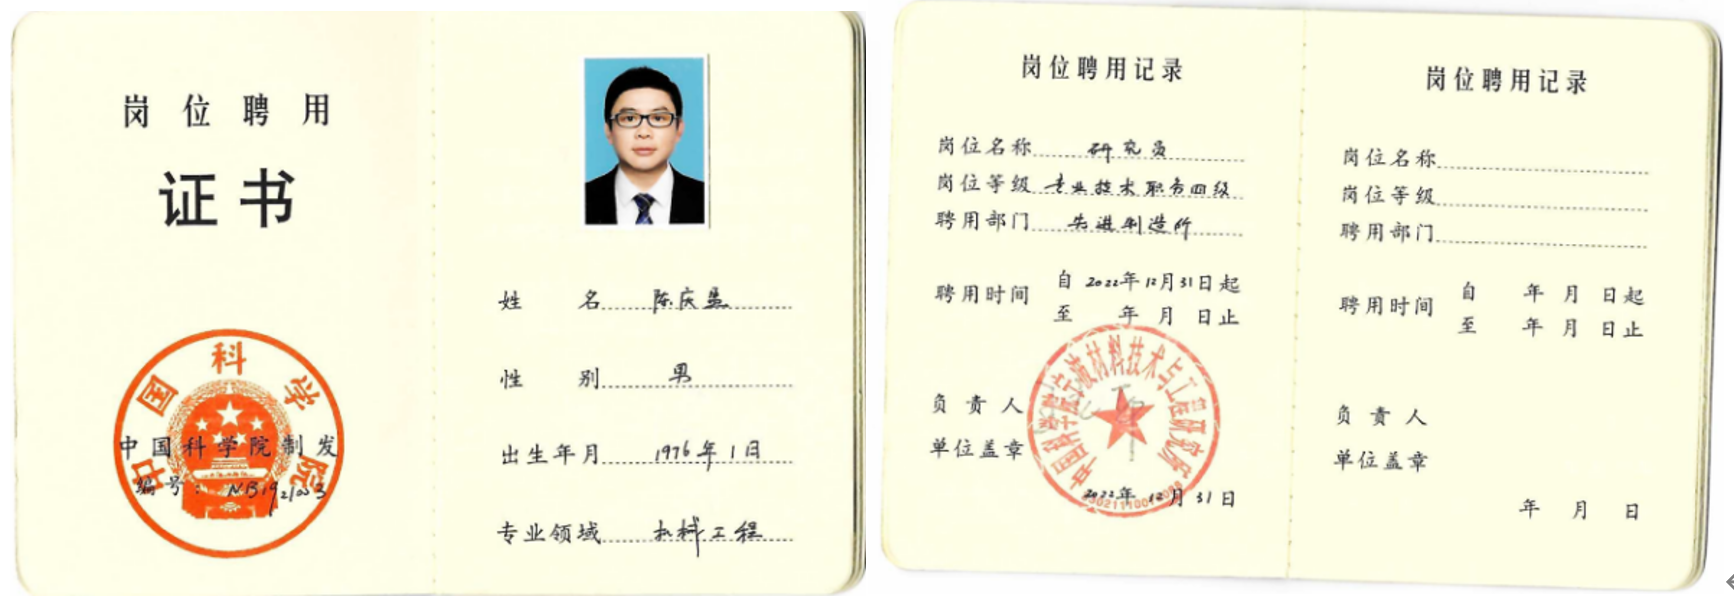 岗位聘用
证书
中国科学院
中国科学院制发
编号：NB192/003
姓名 陈庆盈
性别 男
出生年月 1976年1日
专业领域 机械工程
岗位聘用记录
岗位名称 研究员
岗位等级 专业技术职务四级
聘用部门 先进制造所
聘用时间 自2022年12月31日起
至 年 月 日止
负责人
单位盖章
中国科学院宁波材料技术与工程研究所
2022年12月31日
岗位聘用记录
岗位名称
岗位等级
聘用部门
聘用时间 自 年 月 日起
至 年 月 日止
负责人
单位盖章
年 月 日